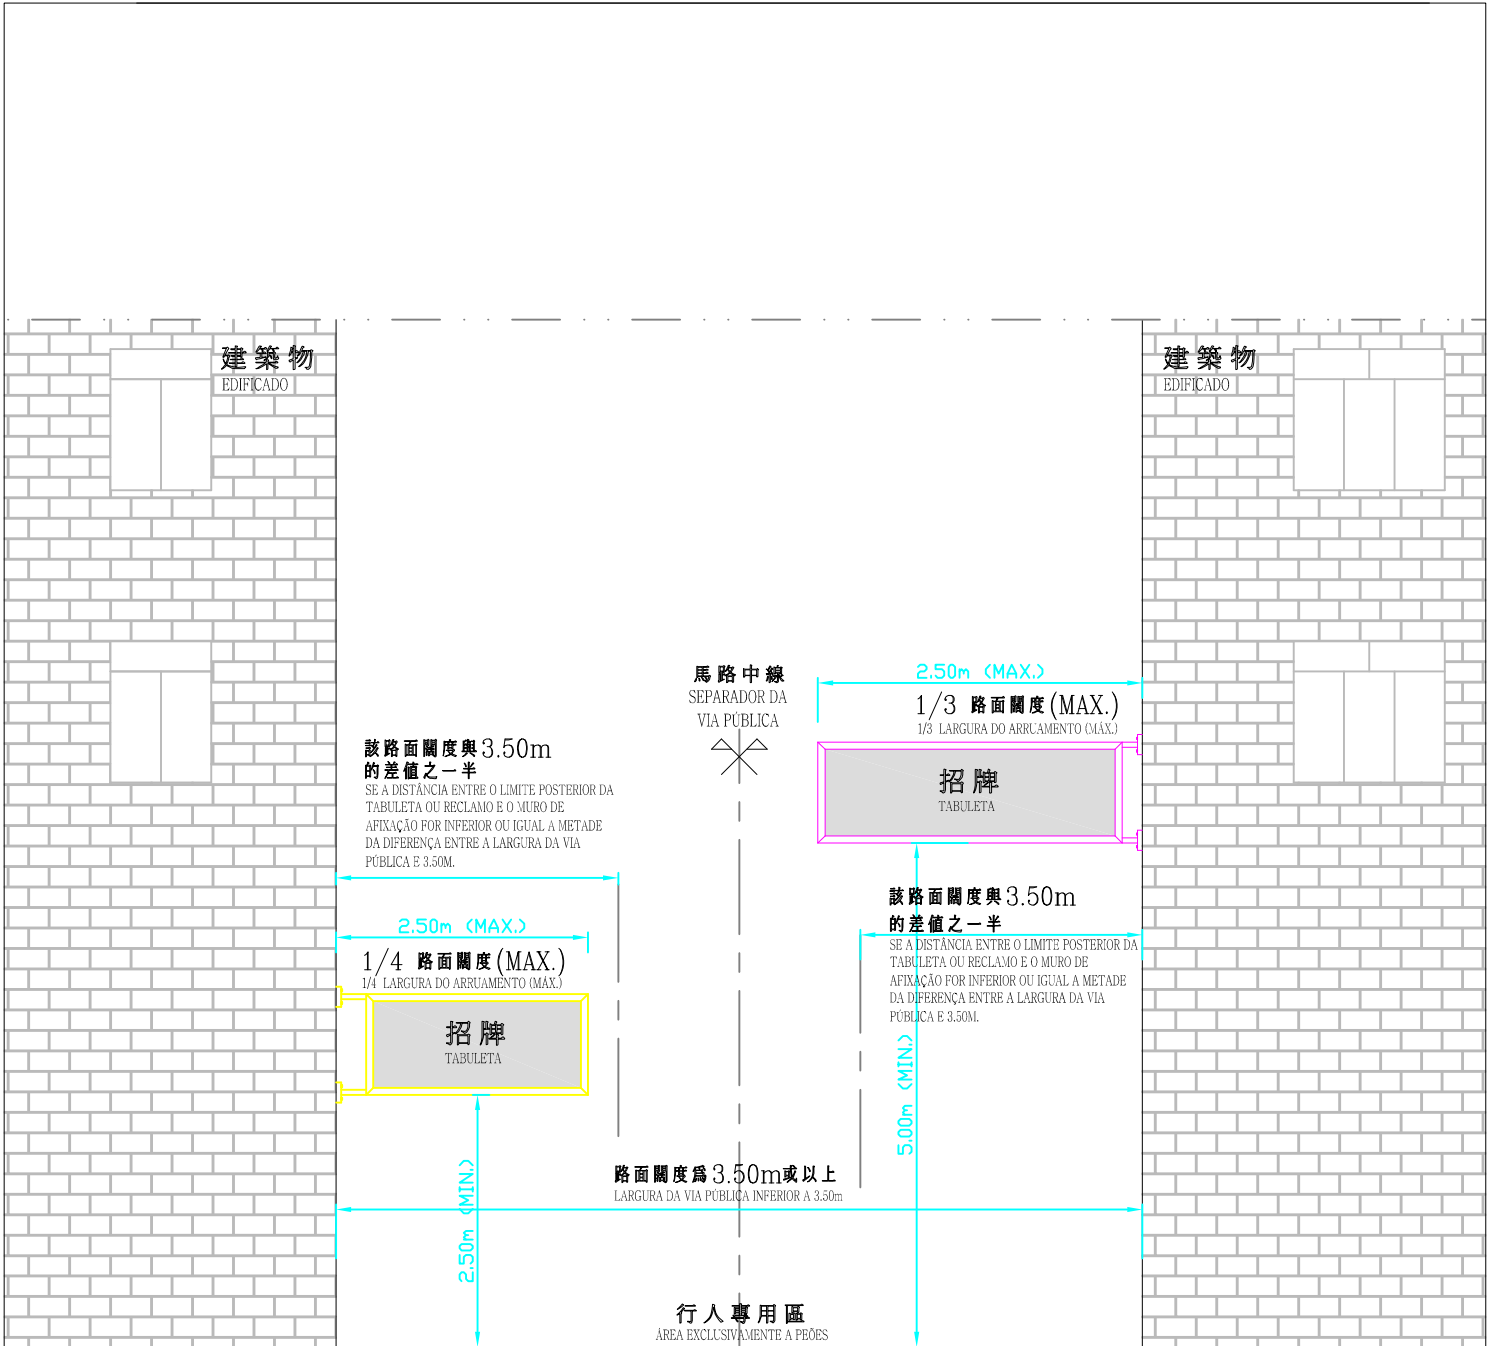 建築物
EDIFICADO
建築物
EDIFICADO
馬路中線
SEPARADOR DA
VIA PÚBLICA
2.50m (MAX.)
1/3 路面闊度(MAX.)
1/3 LARGURA DO ARRUAMENTO (MÁX.)
招牌
TABULETA
該路面闊度與3.50m
的差值之一半
SE A DISTÂNCIA ENTRE O LIMITE POSTERIOR DA
TABULETA OU RECLAMO E O MURO DE
AFIXAÇÃO FOR INFERIOR OU IGUAL A METADE
DA DIFERENÇA ENTRE A LARGURA DA VIA
PÚBLICA E 3.50M.
2.50m (MAX.)
1/4 路面闊度(MAX.)
1/4 LARGURA DO ARRUAMENTO (MÁX.)
招牌
TABULETA
該路面闊度與3.50m
的差值之一半
SE A DISTÂNCIA ENTRE O LIMITE POSTERIOR DA
TABULETA OU RECLAMO E O MURO DE
AFIXAÇÃO FOR INFERIOR OU IGUAL A METADE
DA DIFERENÇA ENTRE A LARGURA DA VIA
PÚBLICA E 3.50M.
5.00m (MIN.)
2.50m (MIN.)
路面闊度爲3.50m或以上
LARGURA DA VIA PÚBLICA INFERIOR A 3.50m
行人專用區
ÁREA EXCLUSIVAMENTE A PEÕES